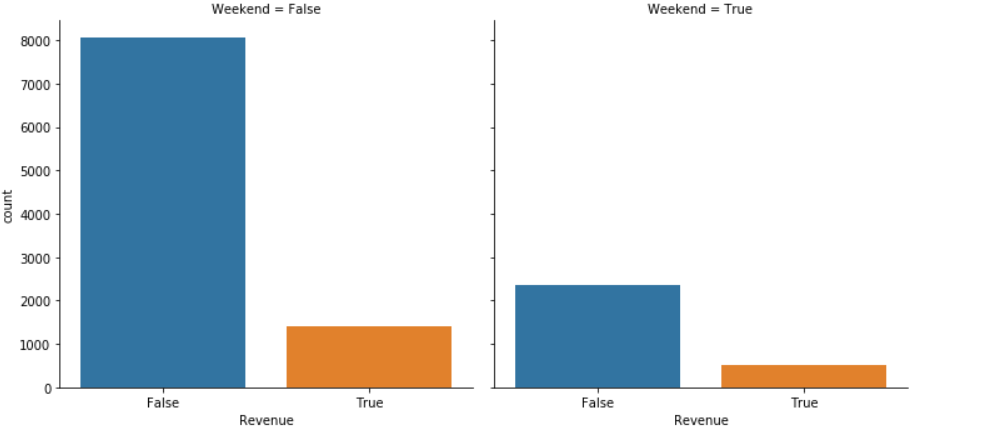 Weekend = False
Weekend = True
8000
7000
6000
5000
4000
3000
2000
1000
0
count
False
True
False
True
Revenue
Revenue